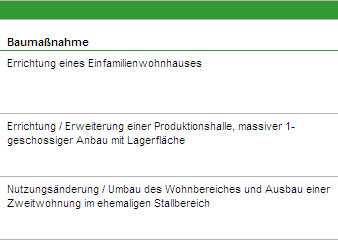 Baumaßnahme
Errichtung eines Einfamilienwohnhauses
Errichtung / Erweiterung einer Produktionshalle, massiver 1-
geschossiger Anbau mit Lagerfläche
Nutzungsänderung / Umbau des Wohnbereiches und Ausbau einer
Zweitwohnung im ehemaligen Stallbereich